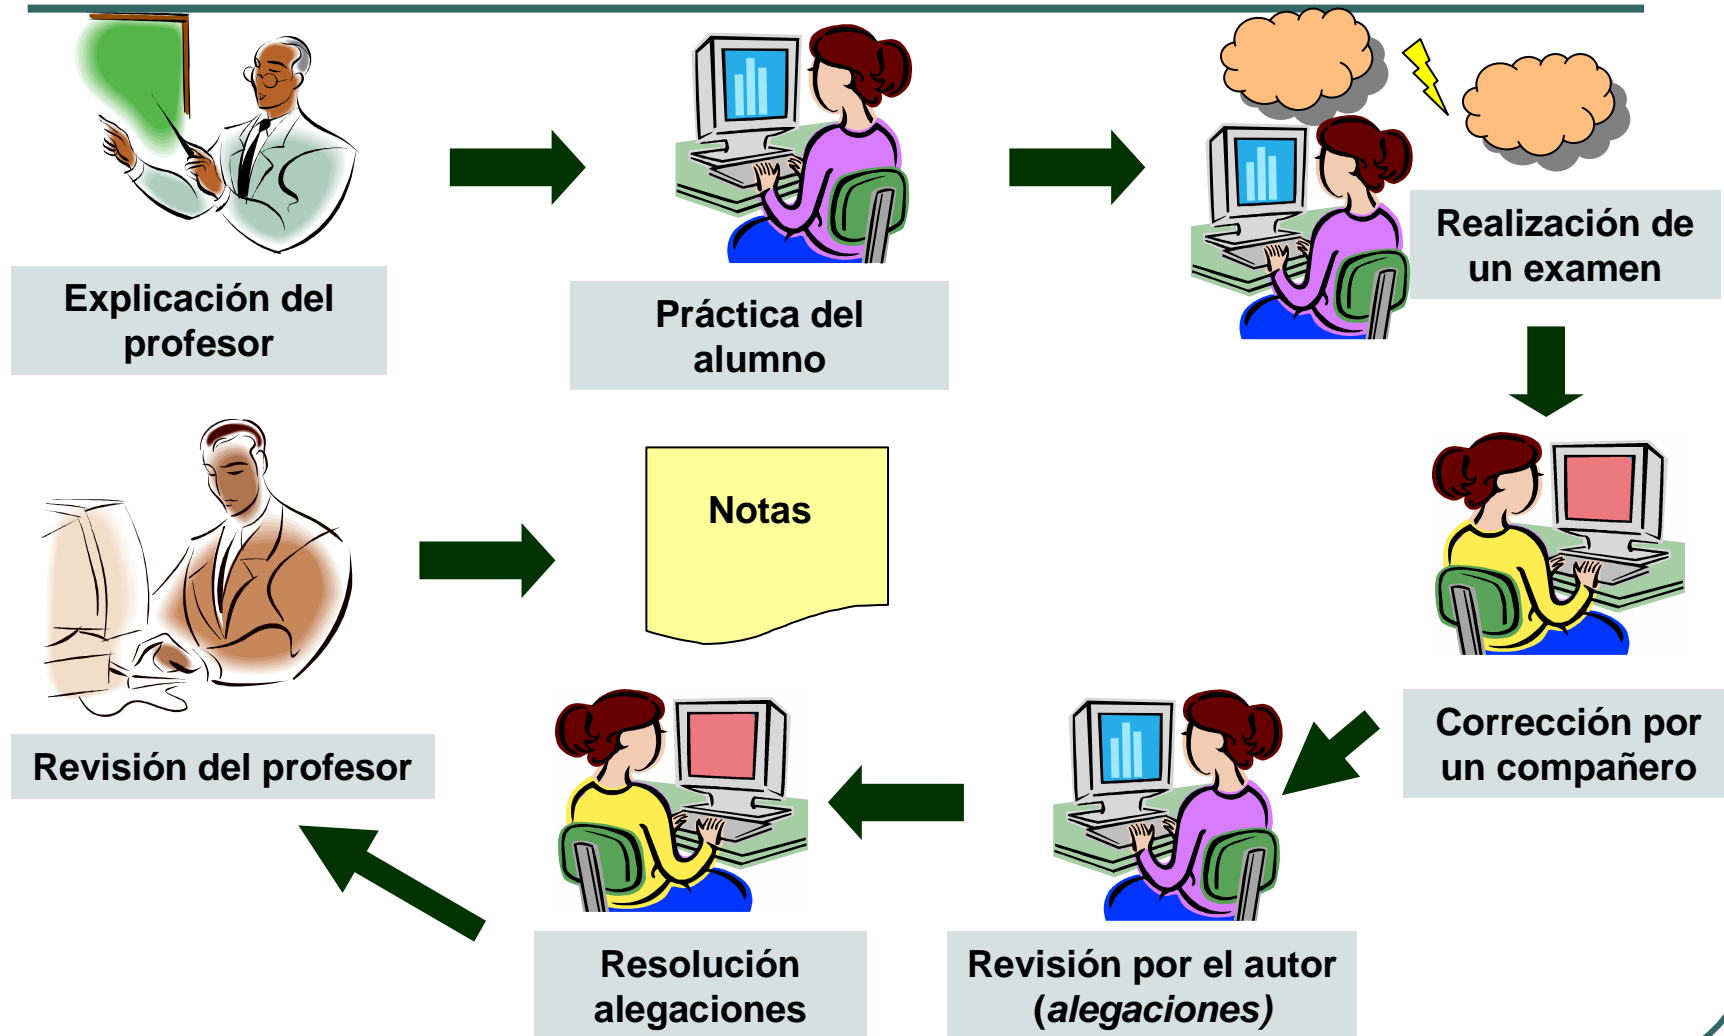 Explicación del
profesor
Práctica del
alumno
Realización de
un examen
Corrección por
un compañero
Revisión por el autor
(alegaciones)
Resolución
alegaciones
Revisión del profesor
Notas